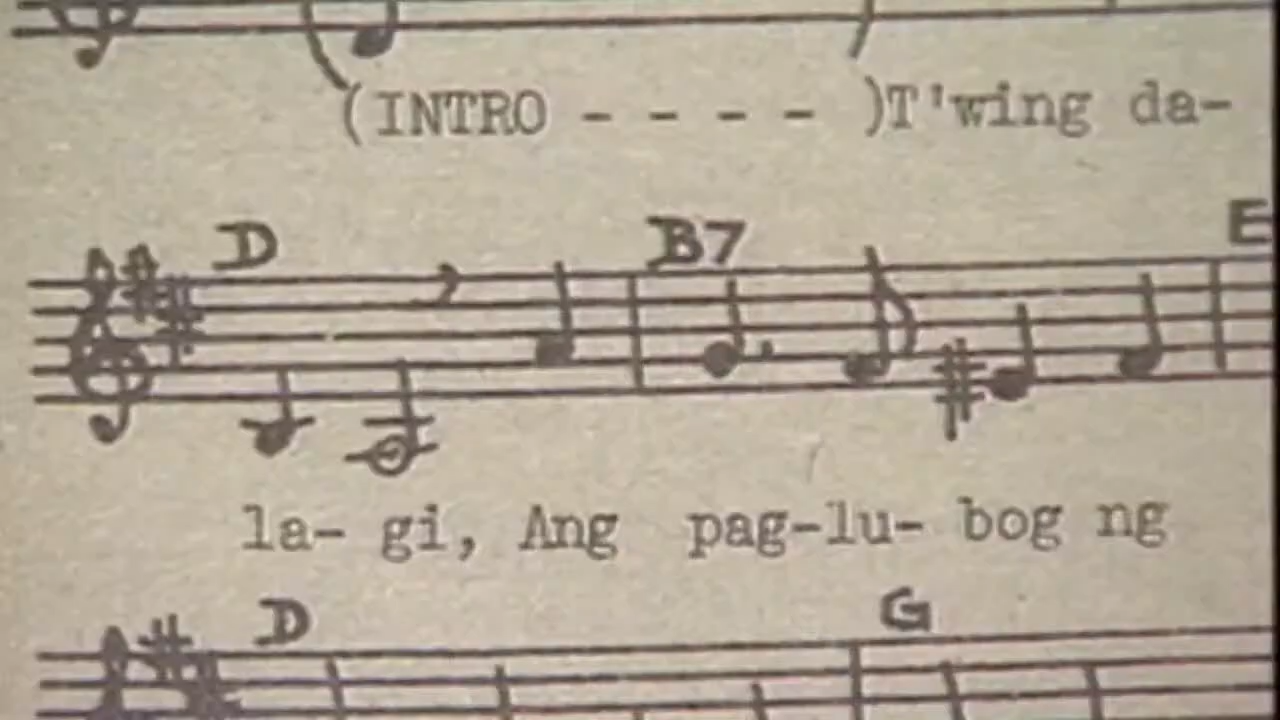 (INTRO - - - - )T'wing da-
D B7 E
la- gi, Ang pag-lu- bog ng
D G